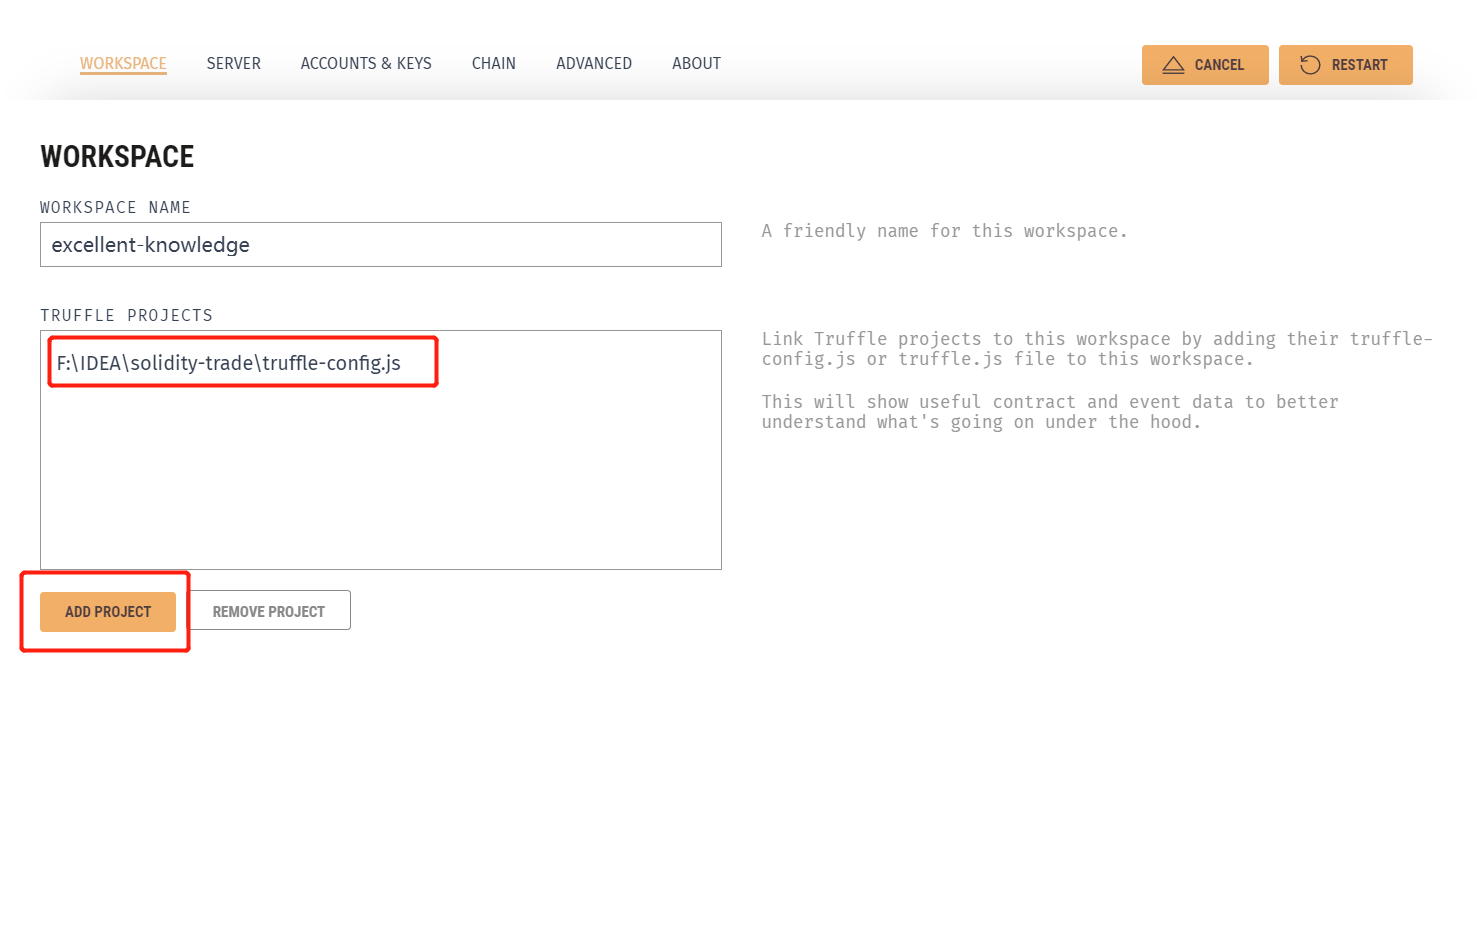 WORKSPACE SERVER ACCOUNTS & KEYS CHAIN ADVANCED ABOUT CANCEL RESTART
WORKSPACE
WORKSPACE NAME
excellent-knowledge
A friendly name for this workspace.
TRUFFLE PROJECTS
F:\IDEA\solidity-trade\truffle-config.js
Link Truffle projects to this workspace by adding their truffle-
config.js or truffle.js file to this workspace.
This will show useful contract and event data to better
understand what's going on under the hood.
ADD PROJECT REMOVE PROJECT